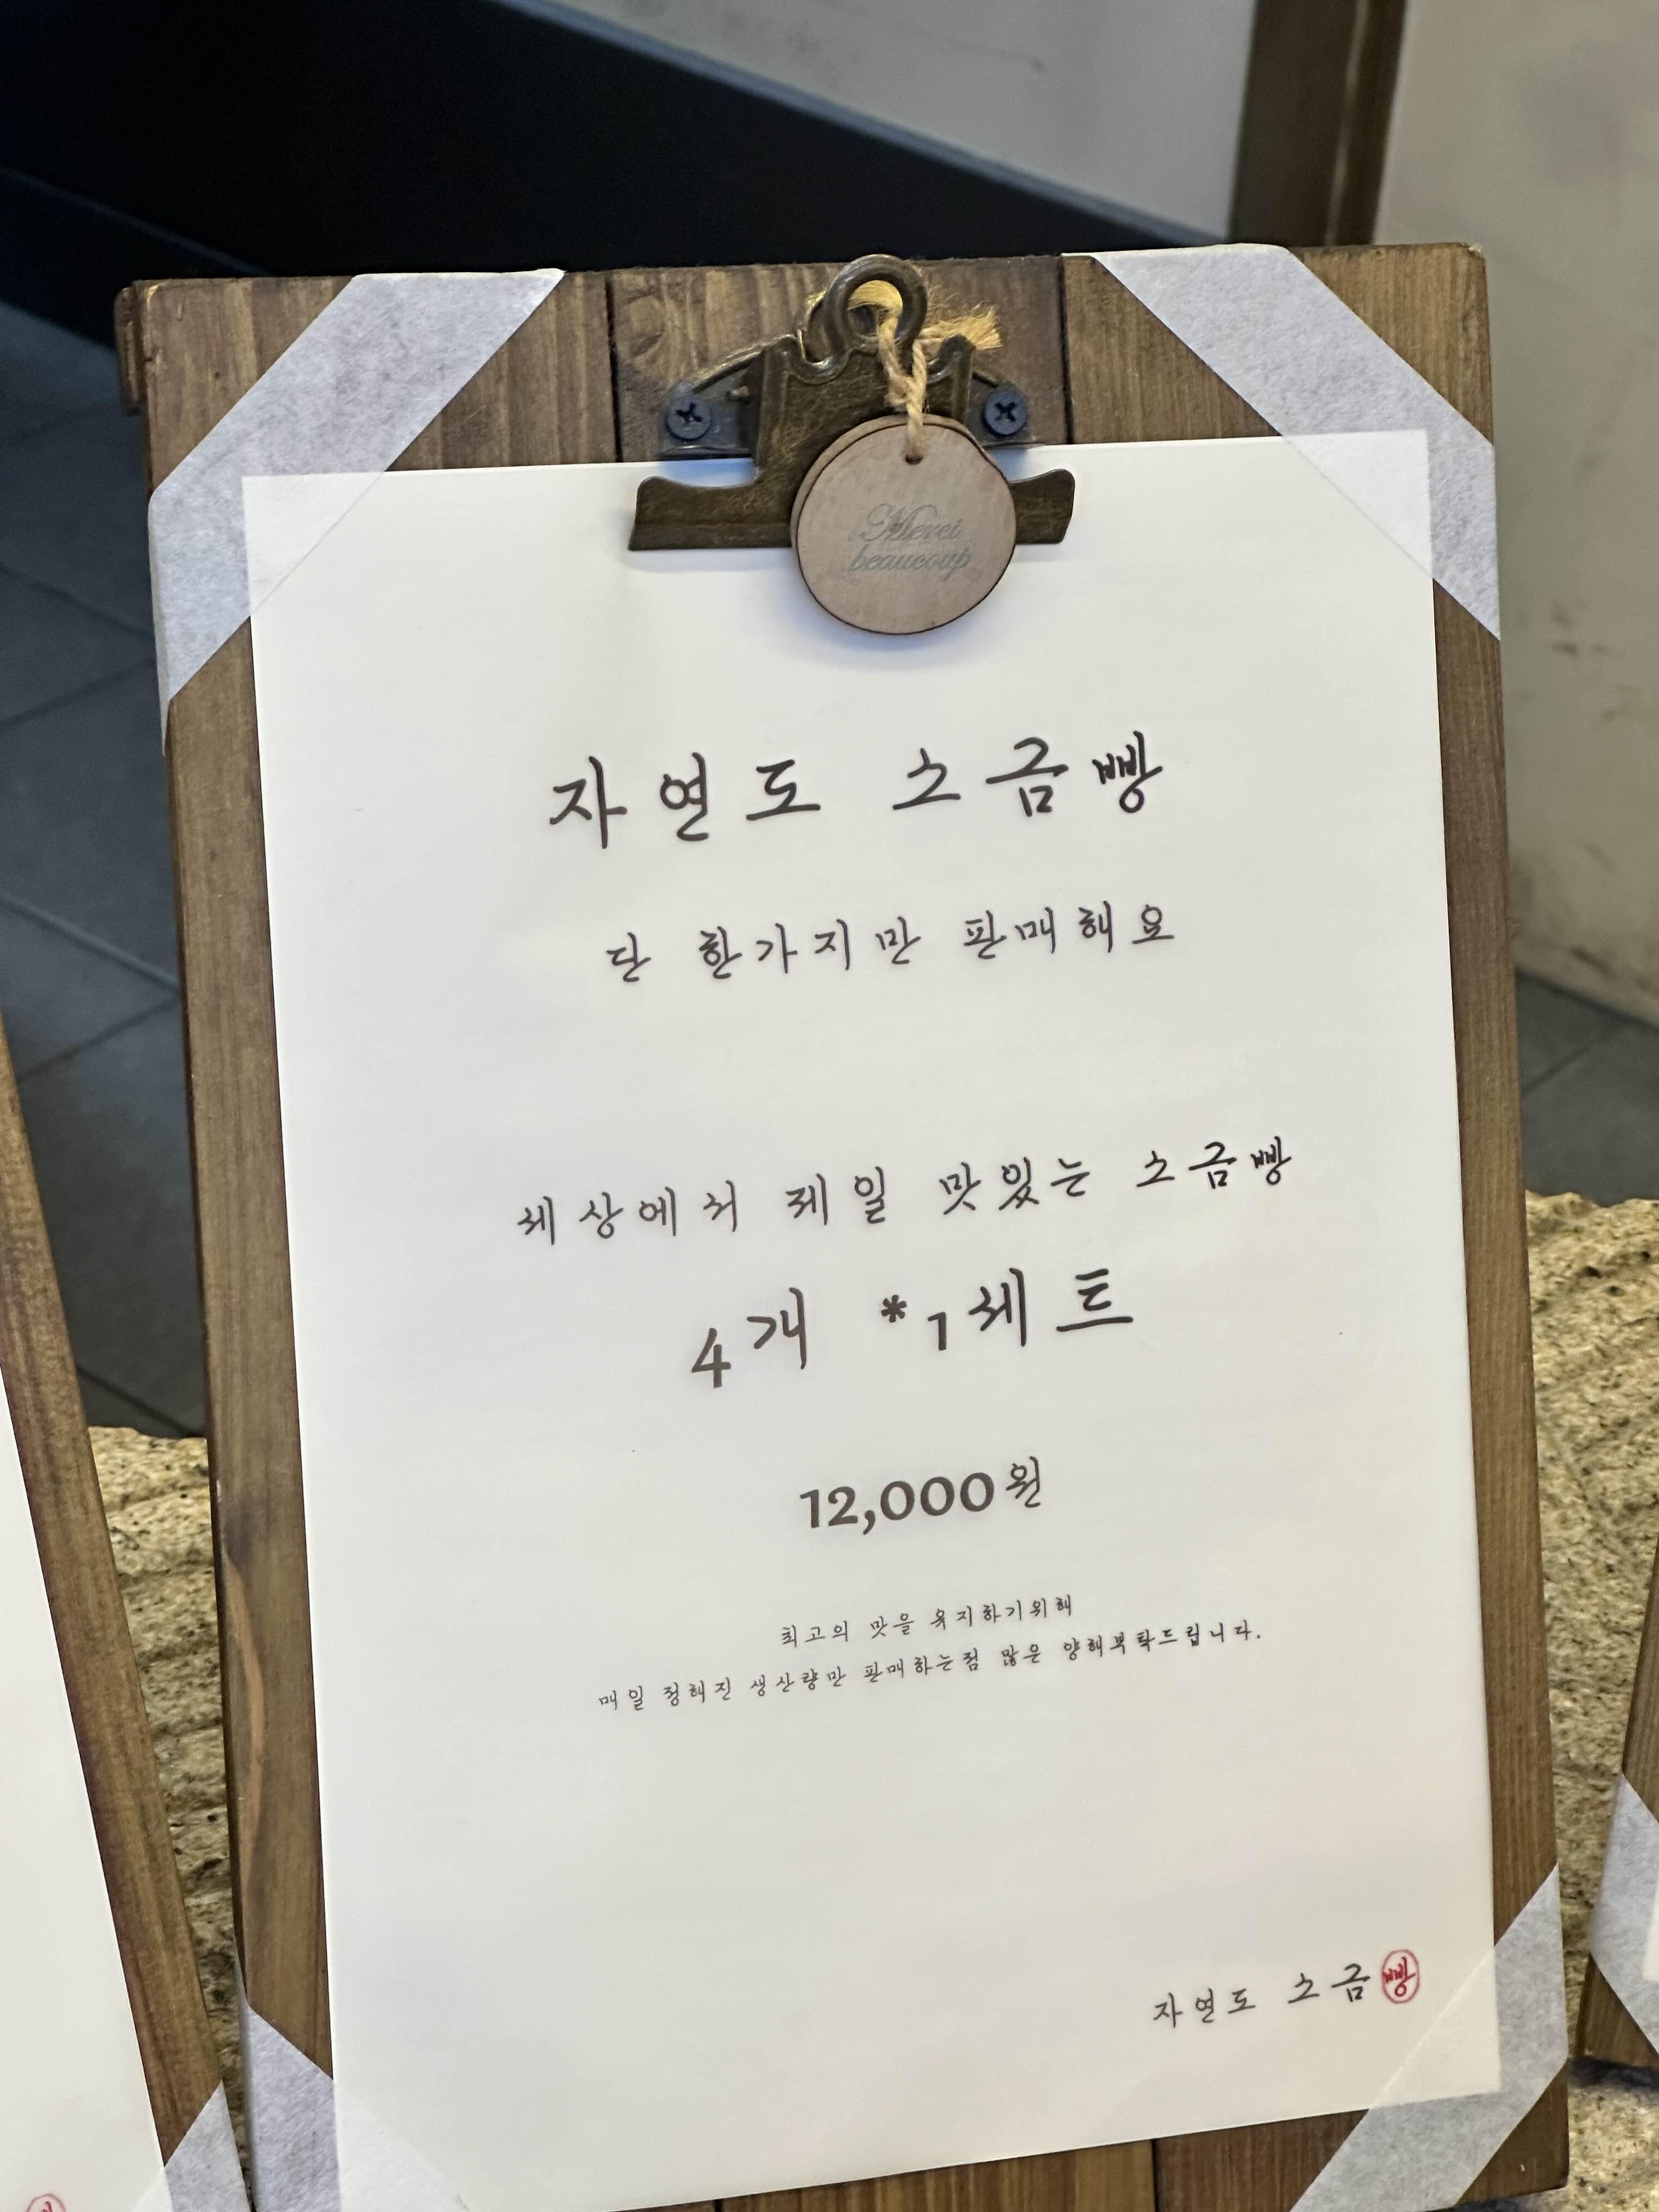 Merci
beaucoup
자연도 소금빵
단 한가지만 판매해요
세상에서 제일 맛있는 소금빵
4개 *1세트
12,000원
최고의 맛을 유지하기위해
매일 정해진 생산량만 판매하는점 많은 양해부탁드립니다.
자연도 소금빵